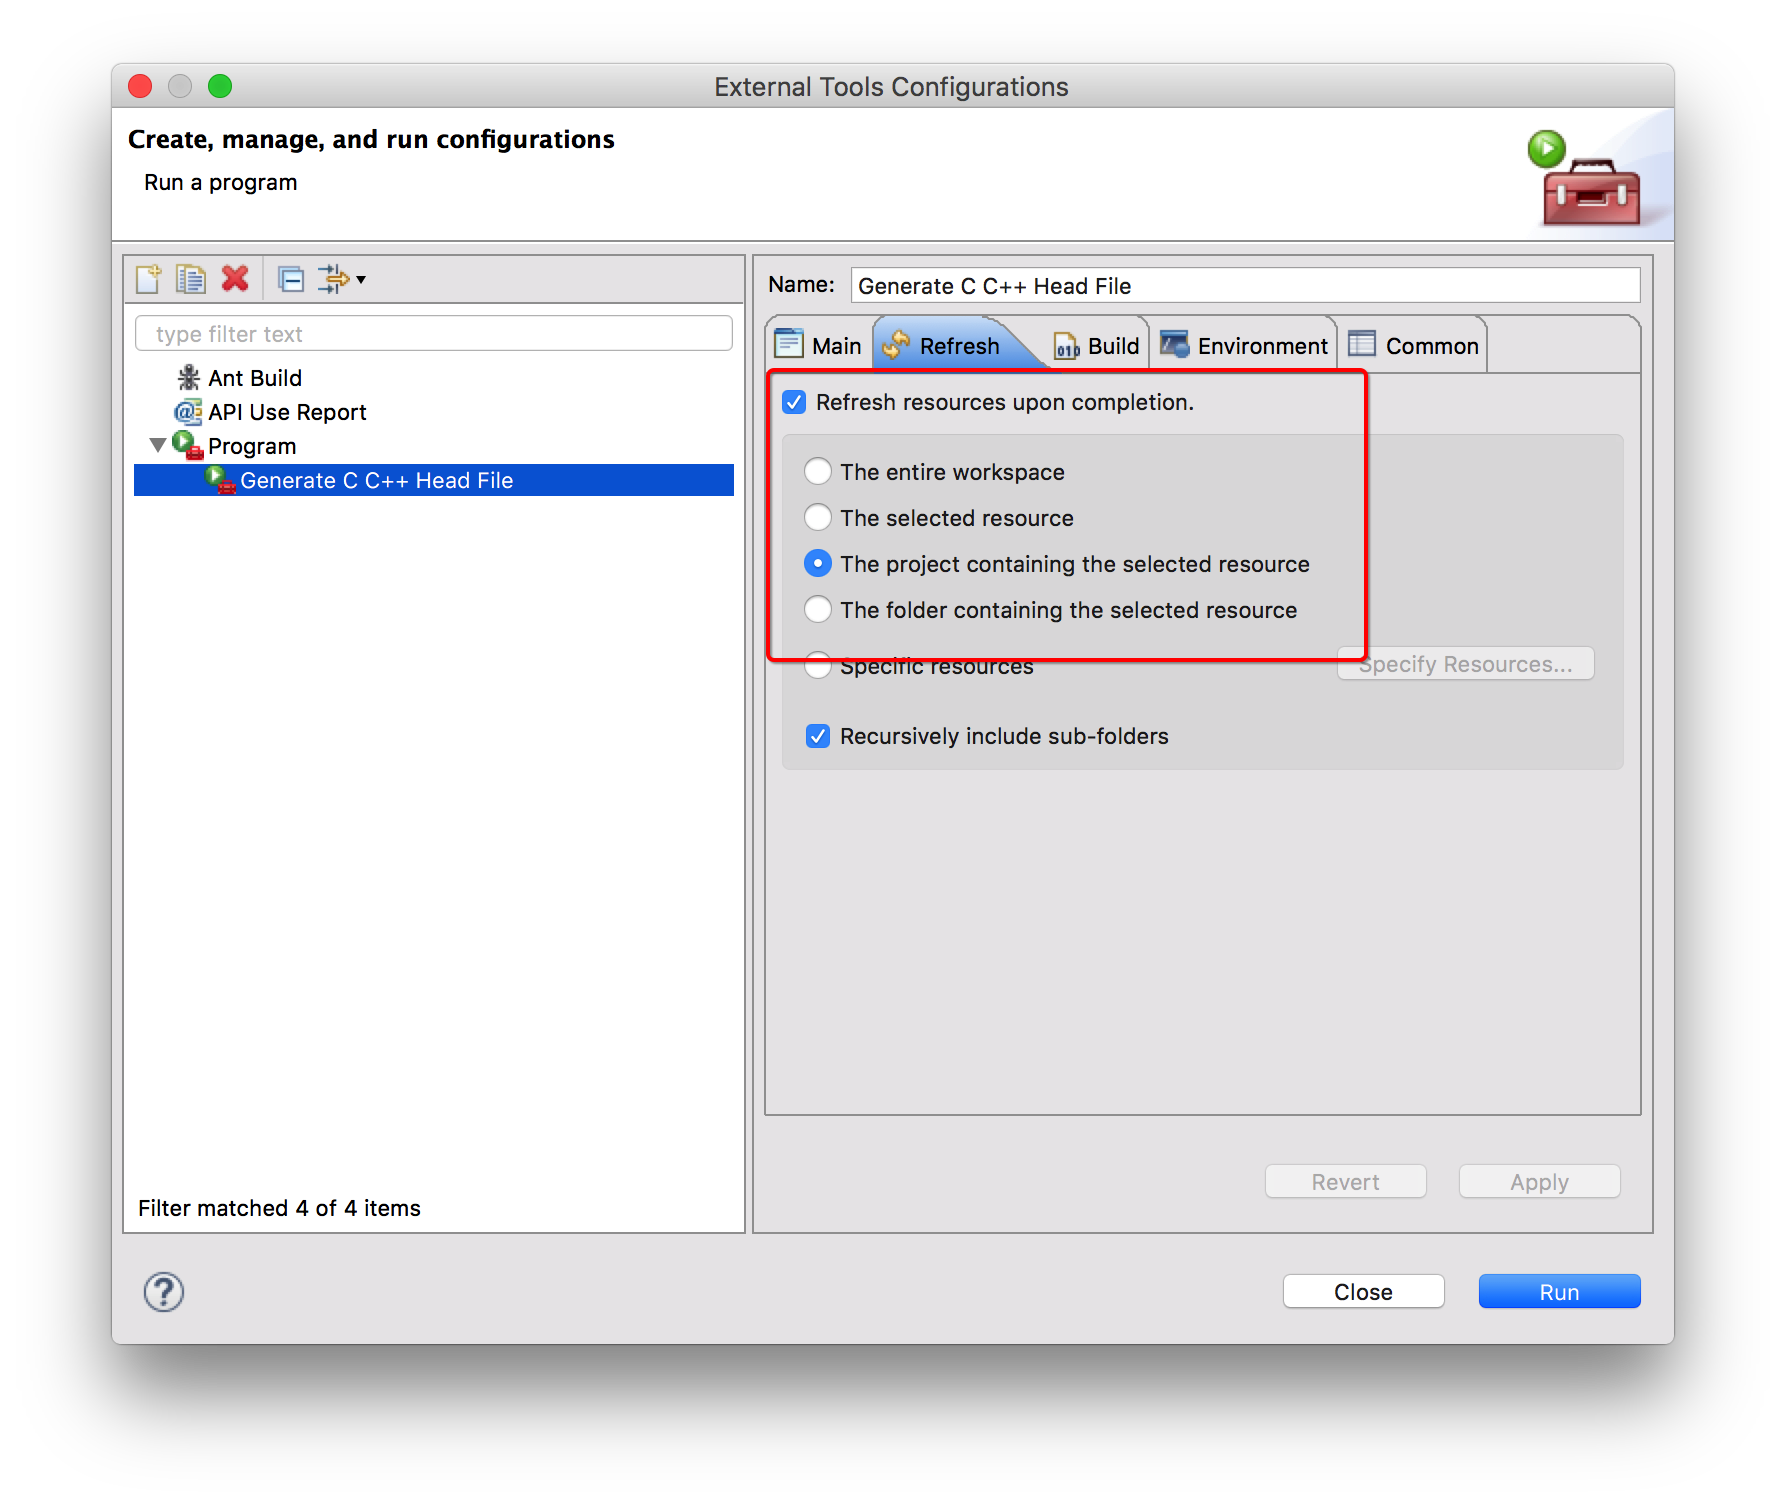 External Tools Configurations
Create, manage, and run configurations
Run a program
type filter text
Ant Build
API Use Report
Program
Generate C C++ Head File
Filter matched 4 of 4 items
Name: Generate C C++ Head File
Main Refresh 010 Build Environment Common
Refresh resources upon completion.
The entire workspace
The selected resource
The project containing the selected resource
The folder containing the selected resource
Specific resources Specify Resources...
Recursively include sub-folders
Revert Apply
? Close Run